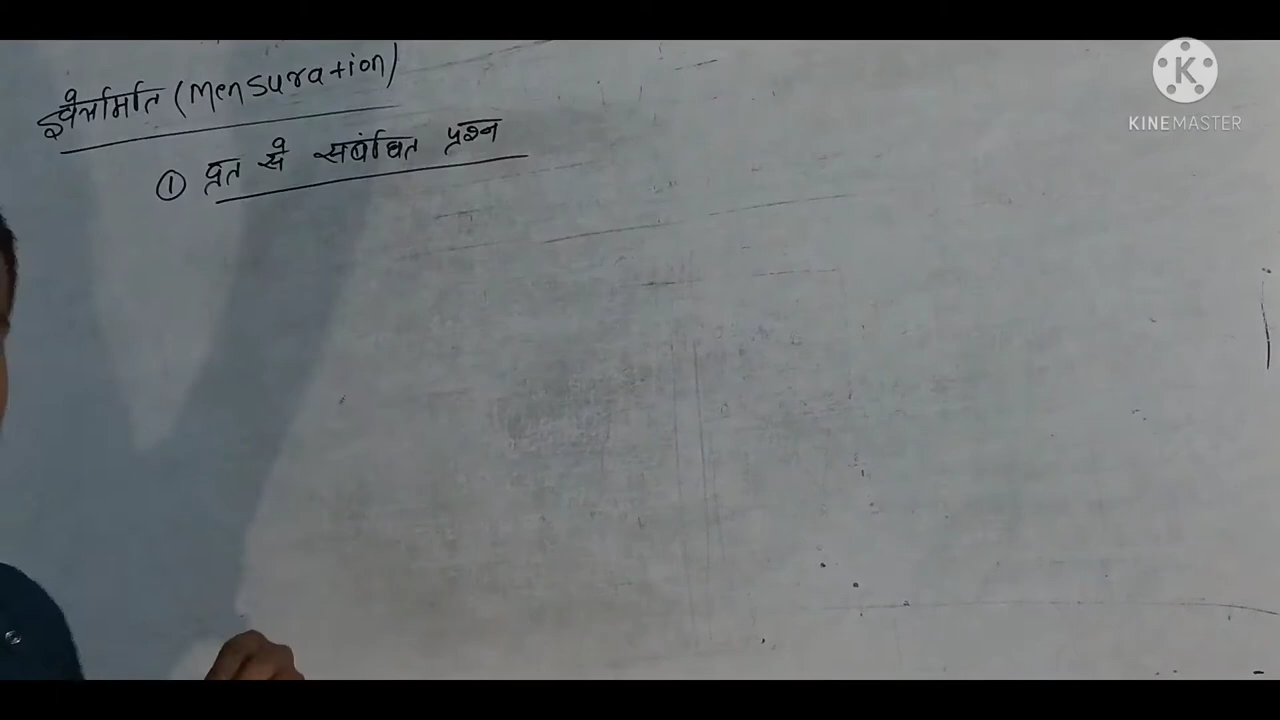 क्षेत्रमिति (Mensuration)
① वृत से संबंधित प्रश्न
K
KINEMASTER